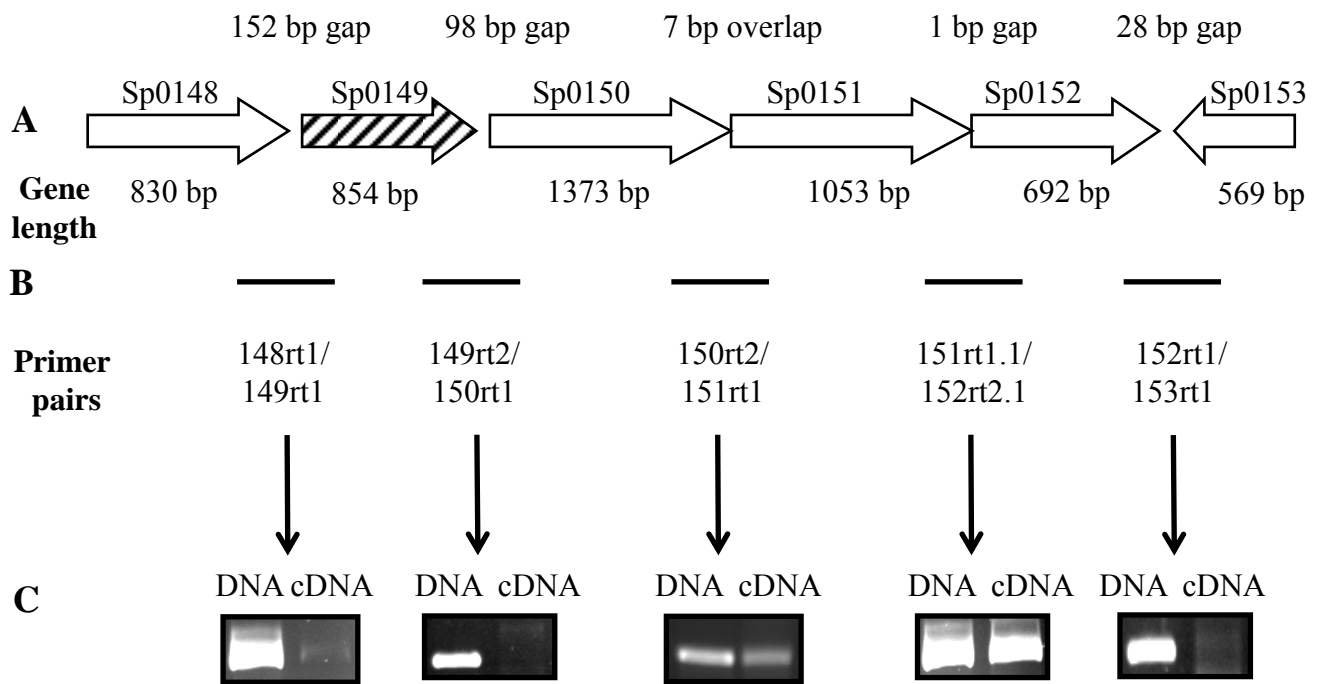 152 bp gap 98 bp gap 7 bp overlap 1 bp gap 28 bp gap
Sp0148 Sp0149 Sp0150 Sp0151 Sp0152 Sp0153
A
Gene length
830 bp 854 bp 1373 bp 1053 bp 692 bp 569 bp
B
Primer pairs
148rt1/ 149rt2/ 150rt2/ 151rt1.1/ 152rt1/
149rt1 150rt1 151rt1 152rt2.1 153rt1
DNA cDNA DNA cDNA DNA cDNA DNA cDNA DNA cDNA
C